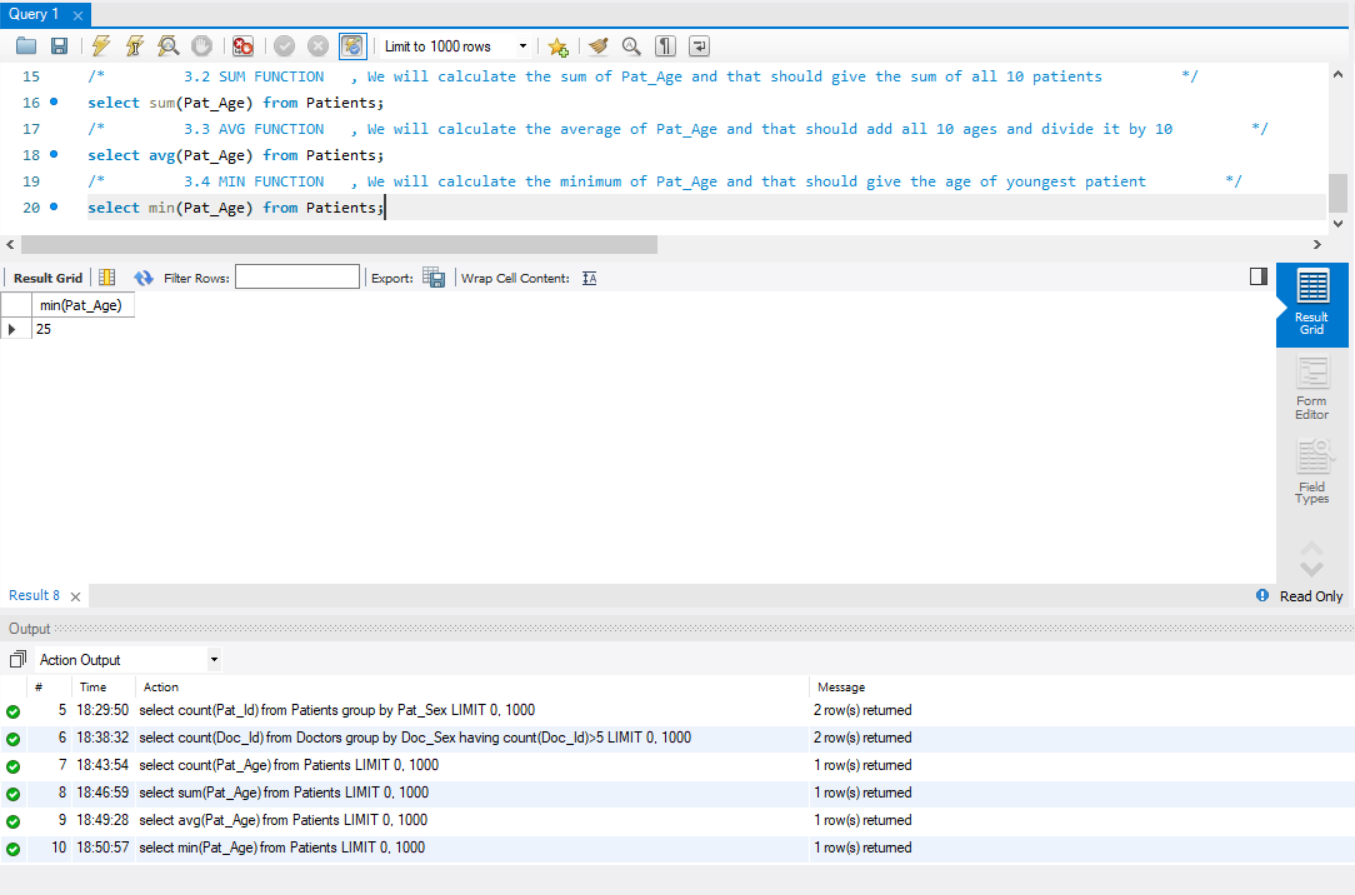 Query 1
Limit to 1000 rows
15 /* 3.2 SUM FUNCTION , We will calculate the sum of Pat_Age and that should give the sum of all 10 patients */
16 select sum(Pat_Age) from Patients;
17 /* 3.3 AVG FUNCTION , We will calculate the average of Pat_Age and that should add all 10 ages and divide it by 10 */
18 select avg(Pat_Age) from Patients;
19 /* 3.4 MIN FUNCTION , We will calculate the minimum of Pat_Age and that should give the age of youngest patient */
20 select min(Pat_Age) from Patients;
Result Grid Filter Rows: Export: Wrap Cell Content: IA
min(Pat_Age)
25
Result
Grid
Form
Editor
Field
Types
Result 8 Read Only
Output
Action Output
# Time Action Message
5 18:29:50 select count(Pat_Id) from Patients group by Pat_Sex LIMIT 0, 1000 2 row(s) returned
6 18:38:32 select count(Doc_Id) from Doctors group by Doc_Sex having count(Doc_Id)>5 LIMIT 0, 1000 2 row(s) returned
7 18:43:54 select count(Pat_Age) from Patients LIMIT 0, 1000 1 row(s) returned
8 18:46:59 select sum(Pat_Age) from Patients LIMIT 0, 1000 1 row(s) returned
9 18:49:28 select avg(Pat_Age) from Patients LIMIT 0, 1000 1 row(s) returned
10 18:50:57 select min(Pat_Age) from Patients LIMIT 0, 1000 1 row(s) returned